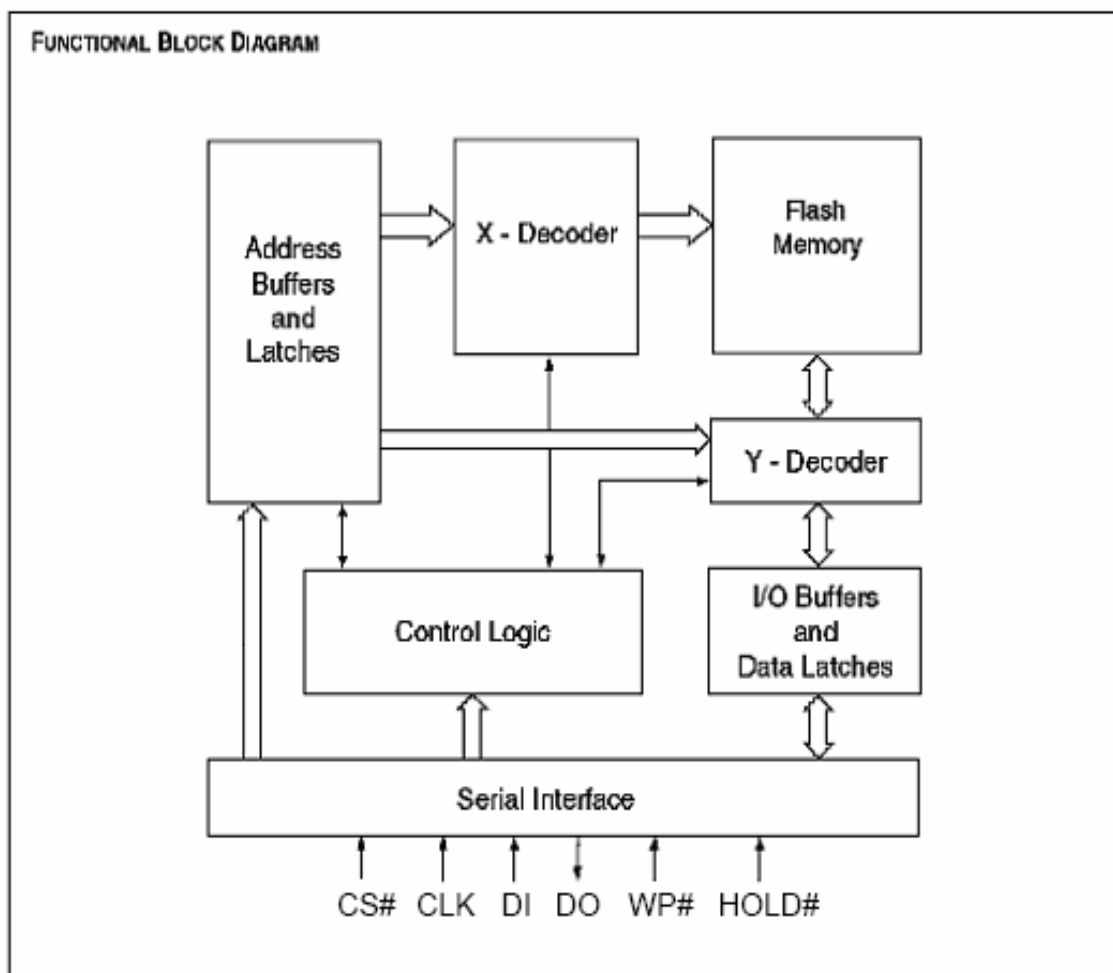 FUNCTIONAL BLOCK DIAGRAM
Address
Buffers
and
Latches
X - Decoder
Flash
Memory
Y - Decoder
Control Logic
I/O Buffers
and
Data Latches
Serial Interface
CS# CLK DI DO WP# HOLD#